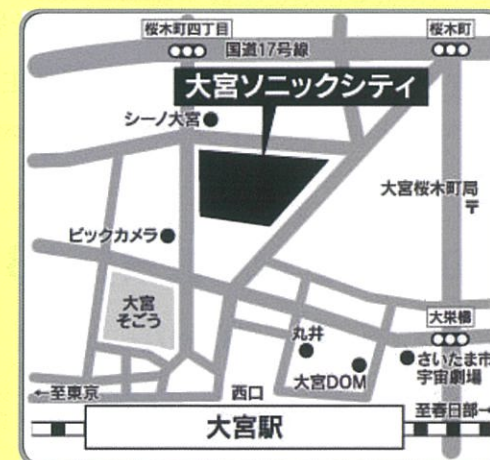 桜木町四丁目
桜木町
国道17号線
大宮ソニックシティ
シーノ大宮
大宮桜木町局
〒
ビックカメラ
大宮
そごう
大栄橋
丸井
さいたま市
宇宙劇場
大宮DOM
←至東京
西口
至春日部→
大宮駅